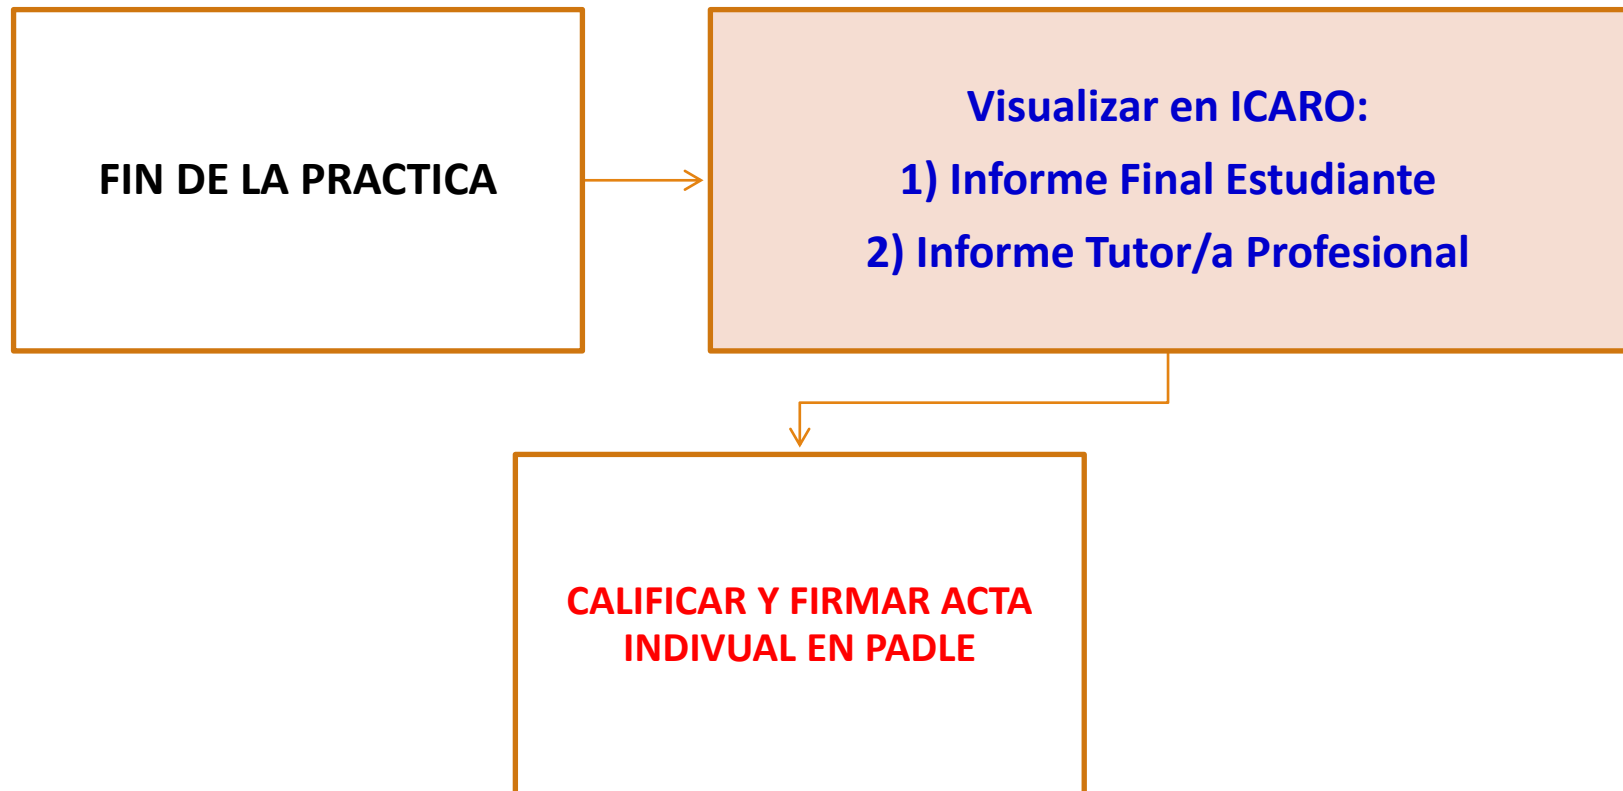 FIN DE LA PRACTICA
Visualizar en ICARO:
1) Informe Final Estudiante
2) Informe Tutor/a Profesional
CALIFICAR Y FIRMAR ACTA
INDIVUAL EN PADLE